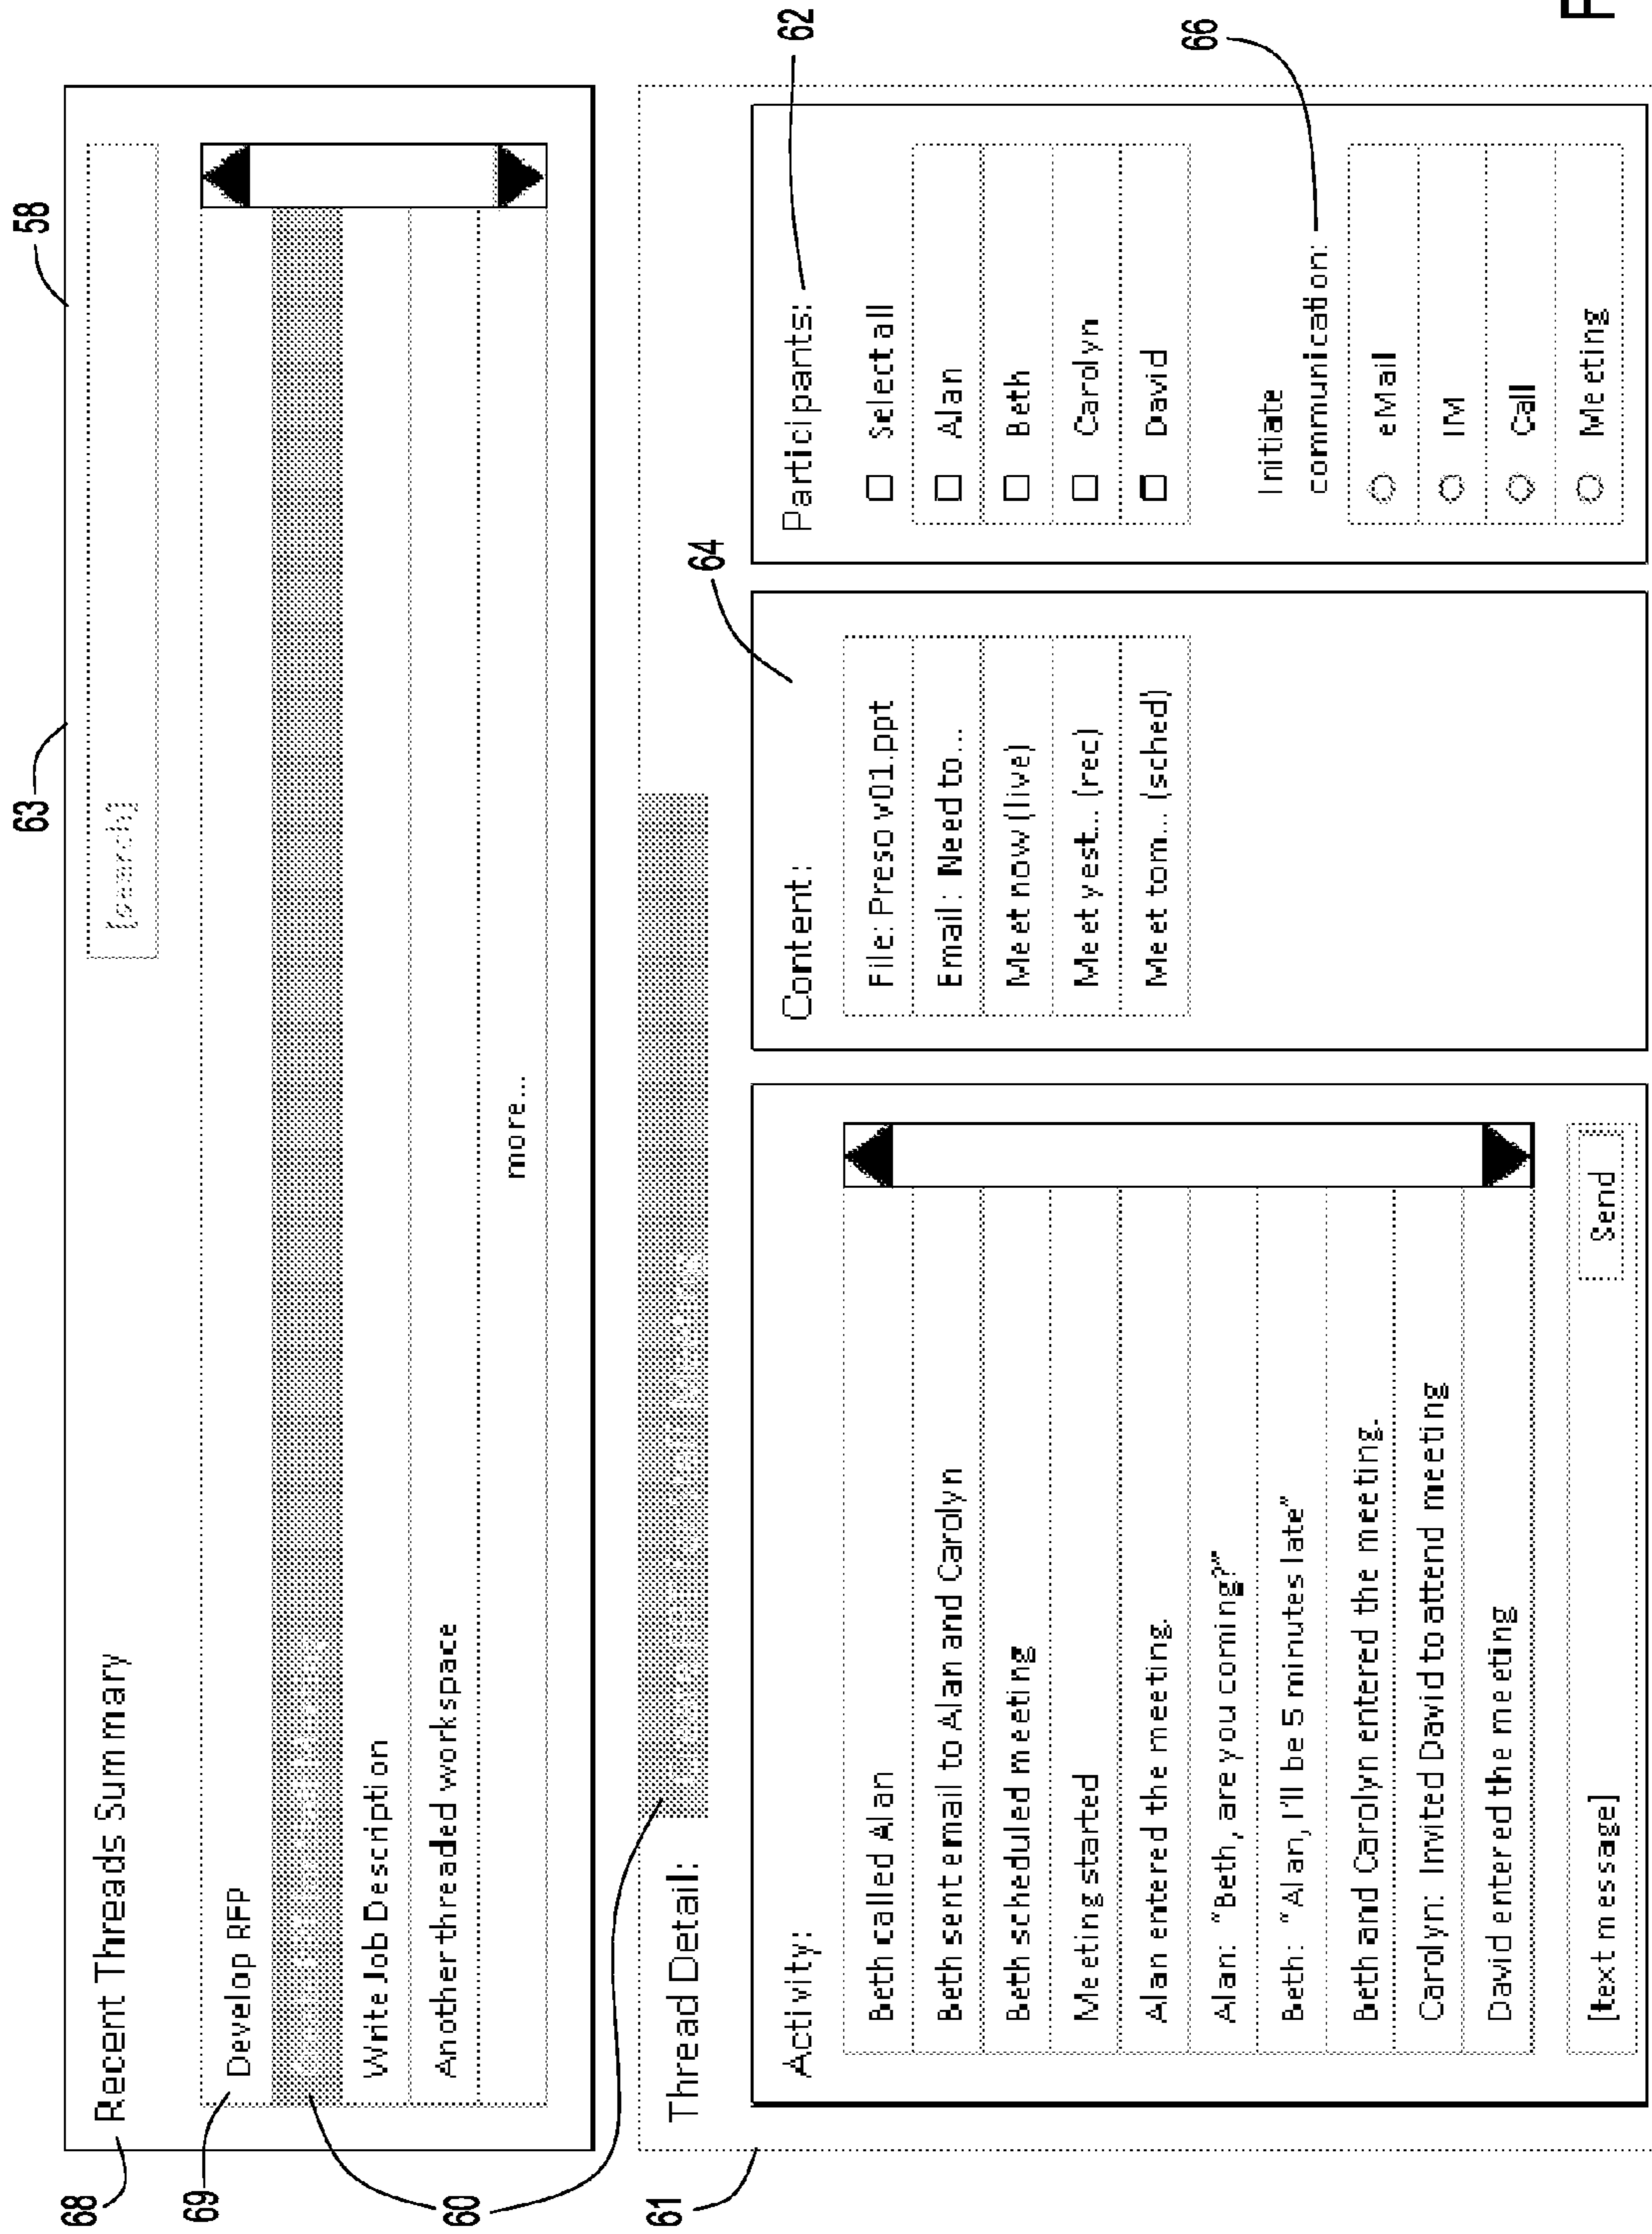 63
58
68
Recent Threads Summary
[search]
69
Develop RFP
60
Write Job Description
Another threaded workspace
more...
61
Thread Detail:
Activity:
Beth called Alan
Beth sent email to Alan and Carolyn
Beth scheduled meeting
Meeting started
Alan entered the meeting.
Alan: “Beth, are you coming?”
Beth: “Alan, I'll be 5 minutes late”
Beth and Carolyn entered the meeting.
Carolyn: Invited David to attend meeting
David entered the meeting
[text message]
Send
64
Content:
File: Preso v01.ppt
Email: Need to...
Meet now (live)
Meet yest... (rec)
Meet tom... (sched)
62
Participants:
Select all
Alan
Beth
Carolyn
David
66
Initiate
communication:
eMail
IM
Call
Meeting